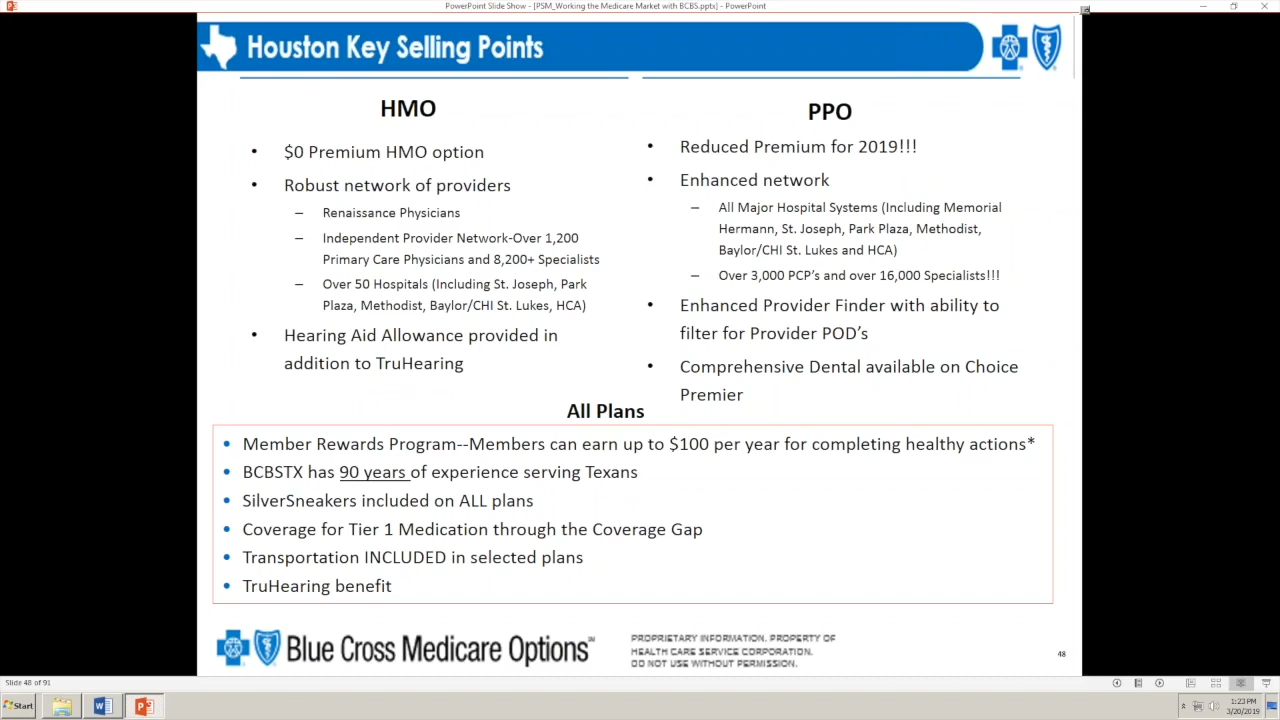 PowerPoint Slide Show - [PSM_Working the Medicare Market with BCBS.pptx] - PowerPoint
Houston Key Selling Points
HMO
• $0 Premium HMO option
• Robust network of providers
– Renaissance Physicians
– Independent Provider Network-Over 1,200
Primary Care Physicians and 8,200+ Specialists
– Over 50 Hospitals (Including St. Joseph, Park
Plaza, Methodist, Baylor/CHI St. Lukes, HCA)
• Hearing Aid Allowance provided in
addition to TruHearing
PPO
• Reduced Premium for 2019!!!
• Enhanced network
– All Major Hospital Systems (Including Memorial
Hermann, St. Joseph, Park Plaza, Methodist,
Baylor/CHI St. Lukes and HCA)
– Over 3,000 PCP's and over 16,000 Specialists!!!
• Enhanced Provider Finder with ability to
filter for Provider POD's
• Comprehensive Dental available on Choice
Premier
All Plans
• Member Rewards Program--Members can earn up to $100 per year for completing healthy actions*
• BCBSTX has 90 years of experience serving Texans
• SilverSneakers included on ALL plans
• Coverage for Tier 1 Medication through the Coverage Gap
• Transportation INCLUDED in selected plans
• TruHearing benefit
Blue Cross Medicare Options℠
PROPRIETARY INFORMATION. PROPERTY OF
HEALTH CARE SERVICE CORPORATION.
DO NOT USE WITHOUT PERMISSION.
48
Slide 48 of 91
Start
1:23 PM
3/20/2019